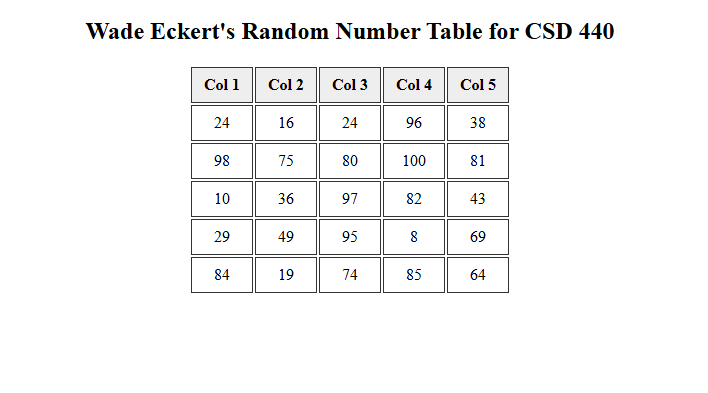 Wade Eckert's Random Number Table for CSD 440
Col 1 Col 2 Col 3 Col 4 Col 5
24 16 24 96 38
98 75 80 100 81
10 36 97 82 43
29 49 95 8 69
84 19 74 85 64